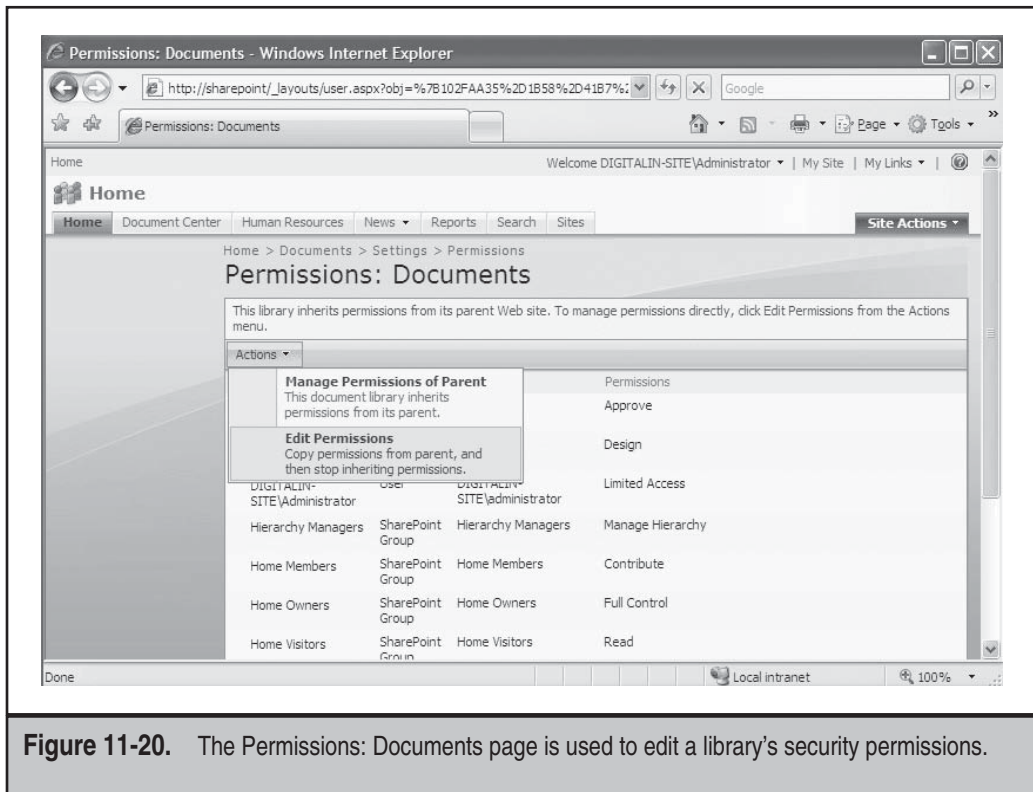 Permissions: Documents - Windows Internet Explorer
http://sharepoint/_layouts/user.aspx?obj=%7B102FAA35%2D1B58%2D41B7%2
Google
Permissions: Documents
Page
Tools
Home
Welcome DIGITALIN-SITE\Administrator | My Site | My Links |
Home
Home Document Center Human Resources News Reports Search Sites Site Actions
Home > Documents > Settings > Permissions
Permissions: Documents
This library inherits permissions from its parent Web site. To manage permissions directly, click Edit Permissions from the Actions
menu.
Actions
Manage Permissions of Parent
This document library inherits
permissions from its parent.
Edit Permissions
Copy permissions from parent, and
then stop inheriting permissions.
Permissions
Approve
Design
DIGITALIN- User DIGITALIN- Limited Access
SITE\Administrator SITE\administrator
Hierarchy Managers SharePoint Hierarchy Managers Manage Hierarchy
Group
Home Members SharePoint Home Members Contribute
Group
Home Owners SharePoint Home Owners Full Control
Group
Home Visitors SharePoint Home Visitors Read
Group
Done Local intranet 100%
Figure 11-20. The Permissions: Documents page is used to edit a library's security permissions.